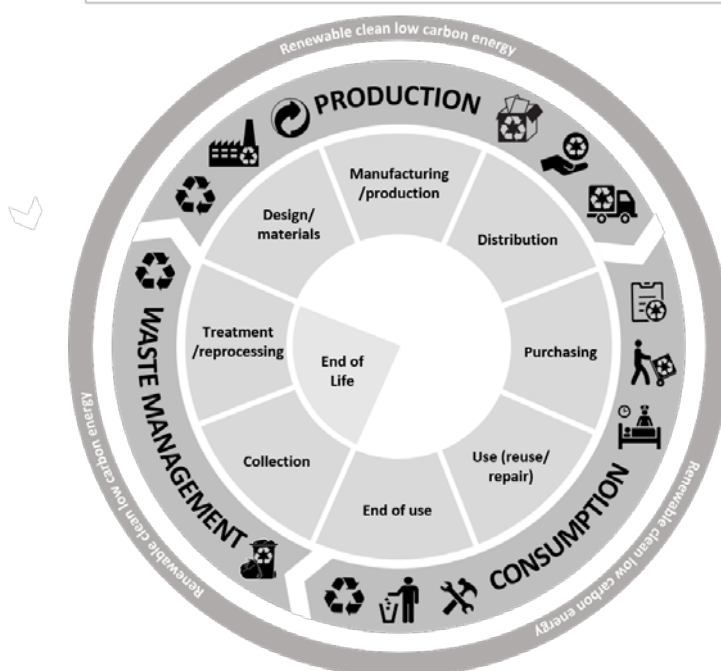 Renewable clean low carbon energy
PRODUCTION
Manufacturing
/production
Design/
materials
Distribution
Treatment
/reprocessing
End of
Life
Purchasing
Collection
Use (reuse/
repair)
End of use
WASTE MANAGEMENT
CONSUMPTION
Renewable clean low carbon energy
Renewable clean low carbon energy